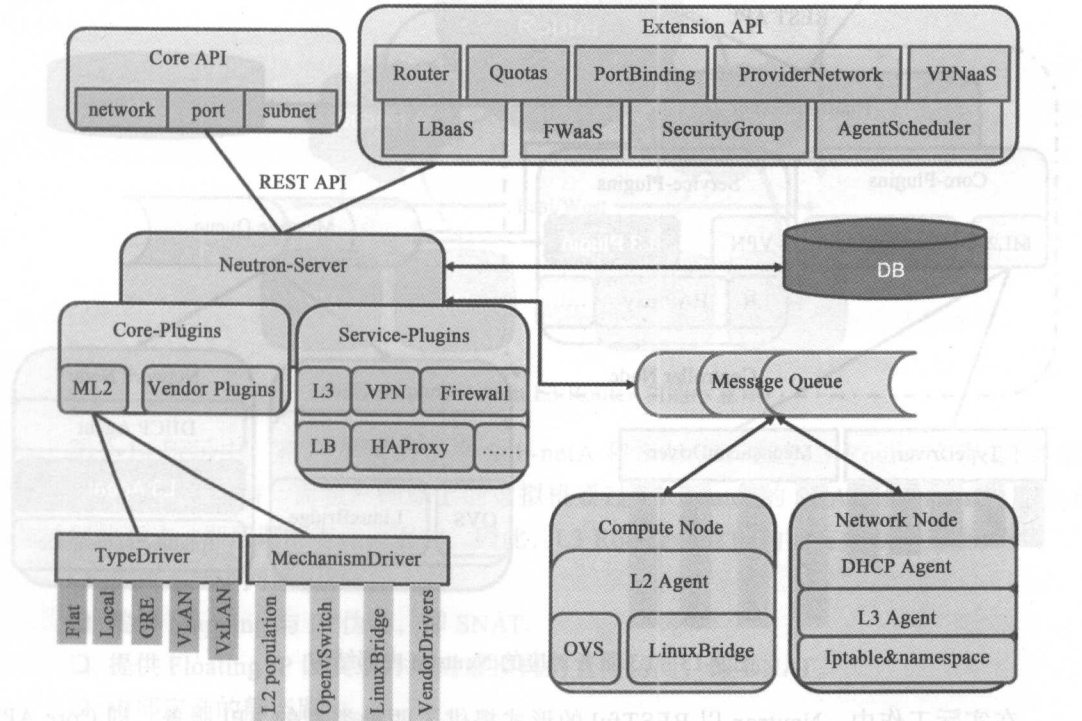 Core API
network port subnet
Extension API
Router Quotas PortBinding ProviderNetwork VPNaaS
LBaaS FWaaS SecurityGroup AgentScheduler
REST API
Neutron-Server
DB
Core-Plugins
ML2 Vendor Plugins
Service-Plugins
L3 VPN Firewall
LB HAProxy ......
Message Queue
TypeDriver
Flat
Local
GRE
VLAN
VxLAN
MechanismDriver
L2 population
OpenvSwitch
LinuxBridge
VendorDrivers
Compute Node
L2 Agent
OVS LinuxBridge
Network Node
DHCP Agent
L3 Agent
Iptable&namespace